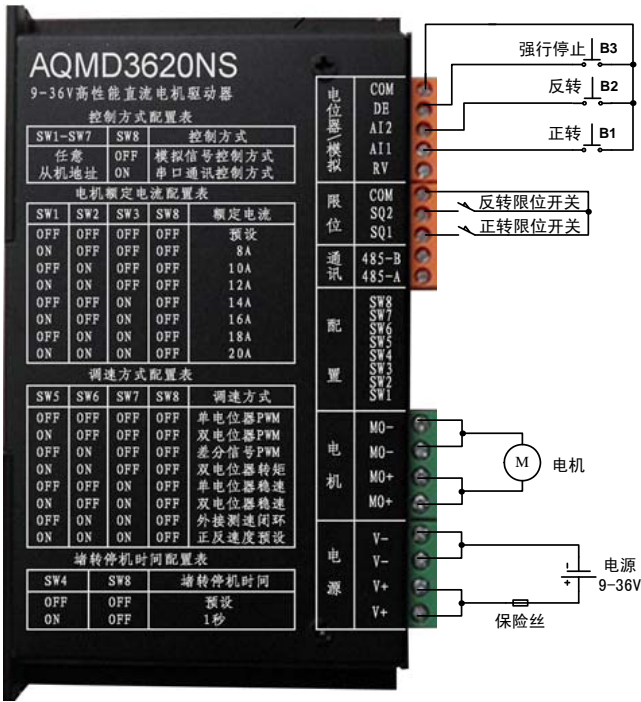 AQMD3620NS
9-36V高性能直流电机驱动器
控制方式配置表
SW1-SW7 SW8 控制方式
任意 OFF 模拟信号控制方式
从机地址 ON 串口通讯控制方式
电机额定电流配置表
SW1 SW2 SW3 SW8 额定电流
OFF OFF OFF OFF 预设
ON OFF OFF OFF 8A
OFF ON OFF OFF 10A
ON ON OFF OFF 12A
OFF OFF ON OFF 14A
ON OFF ON OFF 16A
OFF ON ON OFF 18A
ON ON ON OFF 20A
调速方式配置表
SW5 SW6 SW7 SW8 调速方式
OFF OFF OFF OFF 单电位器PWM
ON OFF OFF OFF 双电位器PWM
OFF ON OFF OFF 差分信号PWM
ON ON OFF OFF 双电位器转矩
OFF OFF ON OFF 单电位器稳速
ON OFF ON OFF 双电位器稳速
OFF ON ON OFF 外接测速闭环
ON ON ON OFF 正反速度预设
堵转停机时间配置表
SW4 SW8 堵转停机时间
OFF OFF 预设
ON OFF 1秒
电位器/模拟
COM
DE
AI2
AI1
RV
限位
COM
SQ2
SQ1
通讯
485-B
485-A
配置
SW8
SW7
SW6
SW5
SW4
SW3
SW2
SW1
电机
MO-
MO-
MO+
MO+
电源
V-
V-
V+
V+
强行停止 B3
反转 B2
正转 B1
反转限位开关
正转限位开关
M 电机
- 电源
+ 9-36V
保险丝